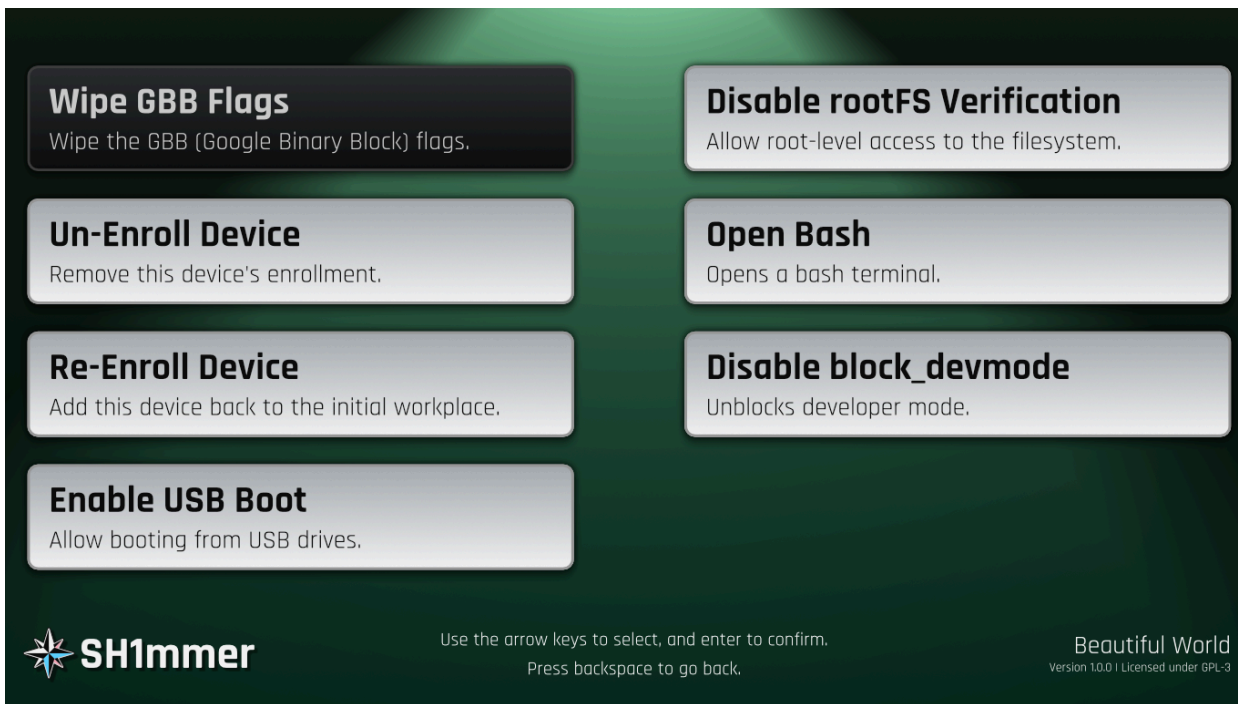 Wipe GBB Flags
Wipe the GBB (Google Binary Block) flags.
Un-Enroll Device
Remove this device's enrollment.
Re-Enroll Device
Add this device back to the initial workplace.
Enable USB Boot
Allow booting from USB drives.
Disable rootFS Verification
Allow root-level access to the filesystem.
Open Bash
Opens a bash terminal.
Disable block_devmode
Unblocks developer mode.
SH1mmer
Use the arrow keys to select, and enter to confirm.
Press backspace to go back.
Beautiful World
Version 1.0.0 | Licensed under GPL-3